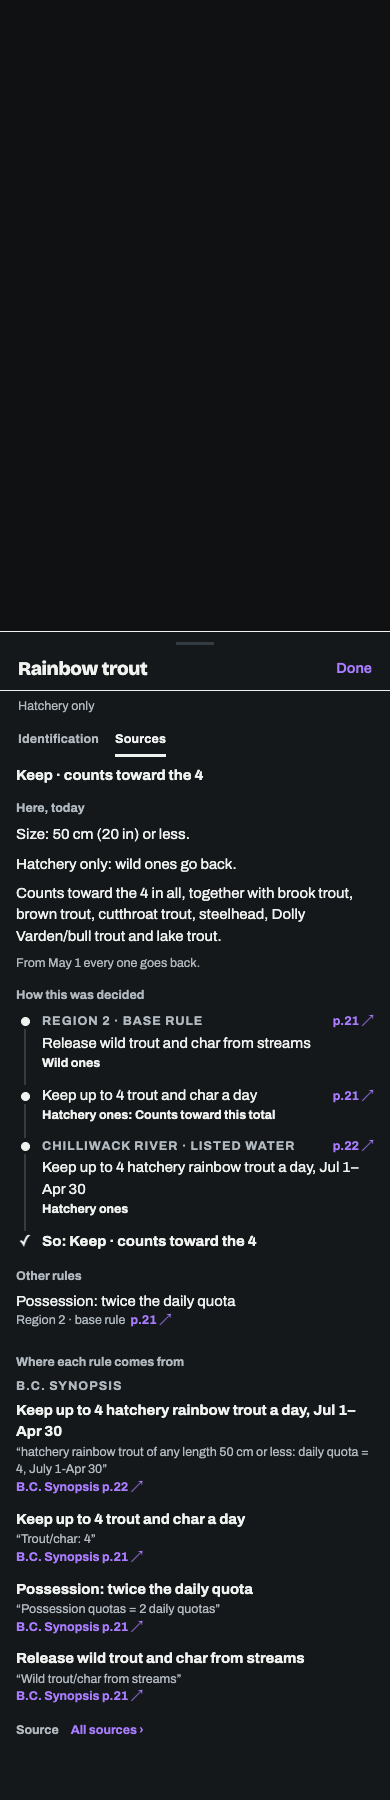 Rainbow trout
Done
Hatchery only
Identification
Sources
Keep · counts toward the 4
Here, today
Size: 50 cm (20 in) or less.
Hatchery only: wild ones go back.
Counts toward the 4 in all, together with brook trout,
brown trout, cutthroat trout, steelhead, Dolly
Varden/bull trout and lake trout.
From May 1 every one goes back.
How this was decided
REGION 2 · BASE RULE p.21 ↗
Release wild trout and char from streams
Wild ones
Keep up to 4 trout and char a day p.21 ↗
Hatchery ones: Counts toward this total
CHILLIWACK RIVER · LISTED WATER p.22 ↗
Keep up to 4 hatchery rainbow trout a day, Jul 1–
Apr 30
Hatchery ones
✓ So: Keep · counts toward the 4
Other rules
Possession: twice the daily quota
Region 2 · base rule p.21 ↗
Where each rule comes from
B.C. SYNOPSIS
Keep up to 4 hatchery rainbow trout a day, Jul 1–
Apr 30
“hatchery rainbow trout of any length 50 cm or less: daily quota =
4, July 1-Apr 30”
B.C. Synopsis p.22 ↗
Keep up to 4 trout and char a day
“Trout/char: 4”
B.C. Synopsis p.21 ↗
Possession: twice the daily quota
“Possession quotas = 2 daily quotas”
B.C. Synopsis p.21 ↗
Release wild trout and char from streams
“Wild trout/char from streams”
B.C. Synopsis p.21 ↗
Source All sources ›